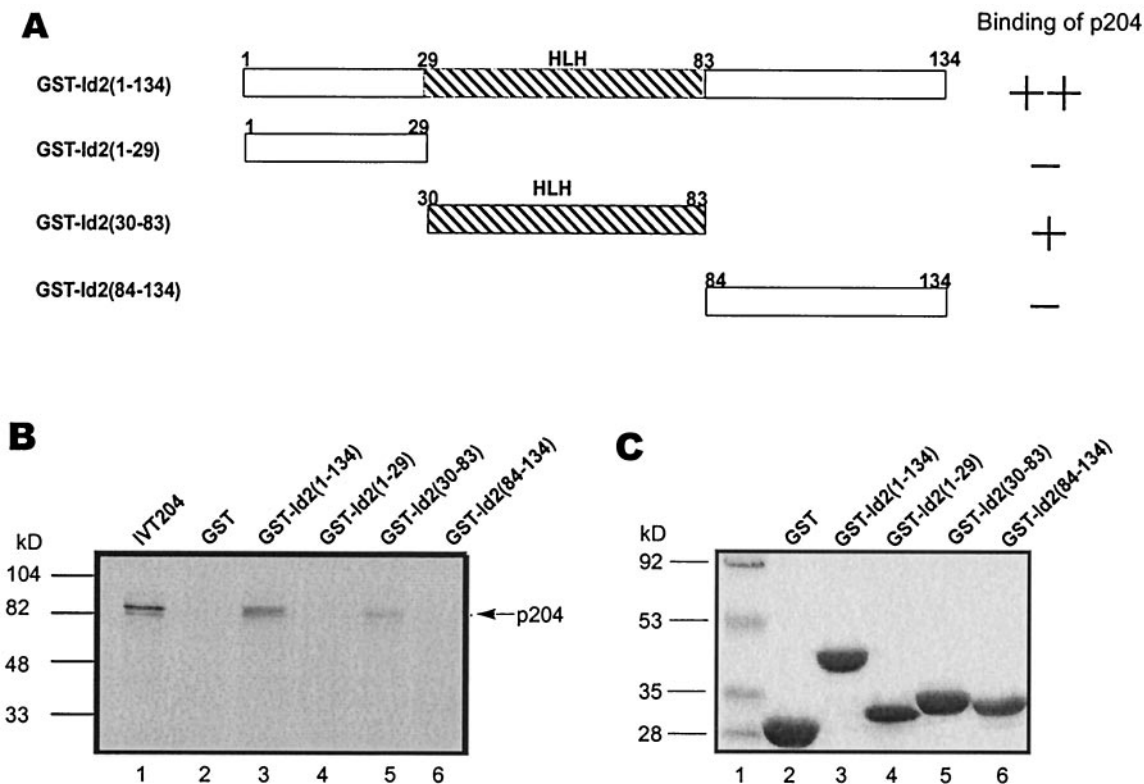 A
Binding of p204
1 29 HLH 83 134
GST-Id2(1-134)
++
1 29
GST-Id2(1-29)
−
30 HLH 83
GST-Id2(30-83)
+
84 134
GST-Id2(84-134)
−
B
IVT204 GST GST-Id2(1-134) GST-Id2(1-29) GST-Id2(30-83) GST-Id2(84-134)
kD
104
82
p204
48
33
1 2 3 4 5 6
C
GST GST-Id2(1-134) GST-Id2(1-29) GST-Id2(30-83) GST-Id2(84-134)
kD
92
53
35
28
1 2 3 4 5 6